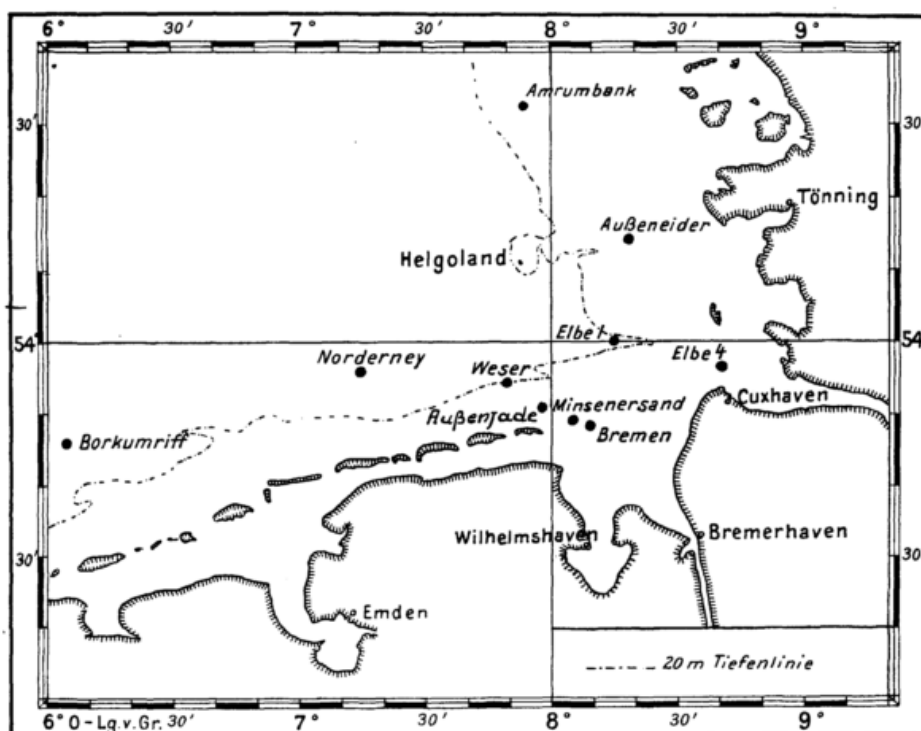 6° 30' 7° 30' 8° 30' 9°
Amrumbank
30' 30'
Tönning
Außeneider
Helgoland
54° 54°
Elbe 1
Elbe 4
Norderney
Weser
Cuxhaven
Außenjade
Minsenersand
Bremen
Borkumriff
Wilhelmshaven
Bremerhaven
30' 30'
Emden
20 m Tiefenlinie
6° O-Lg.v.Gr. 30' 7° 30' 8° 30' 9°